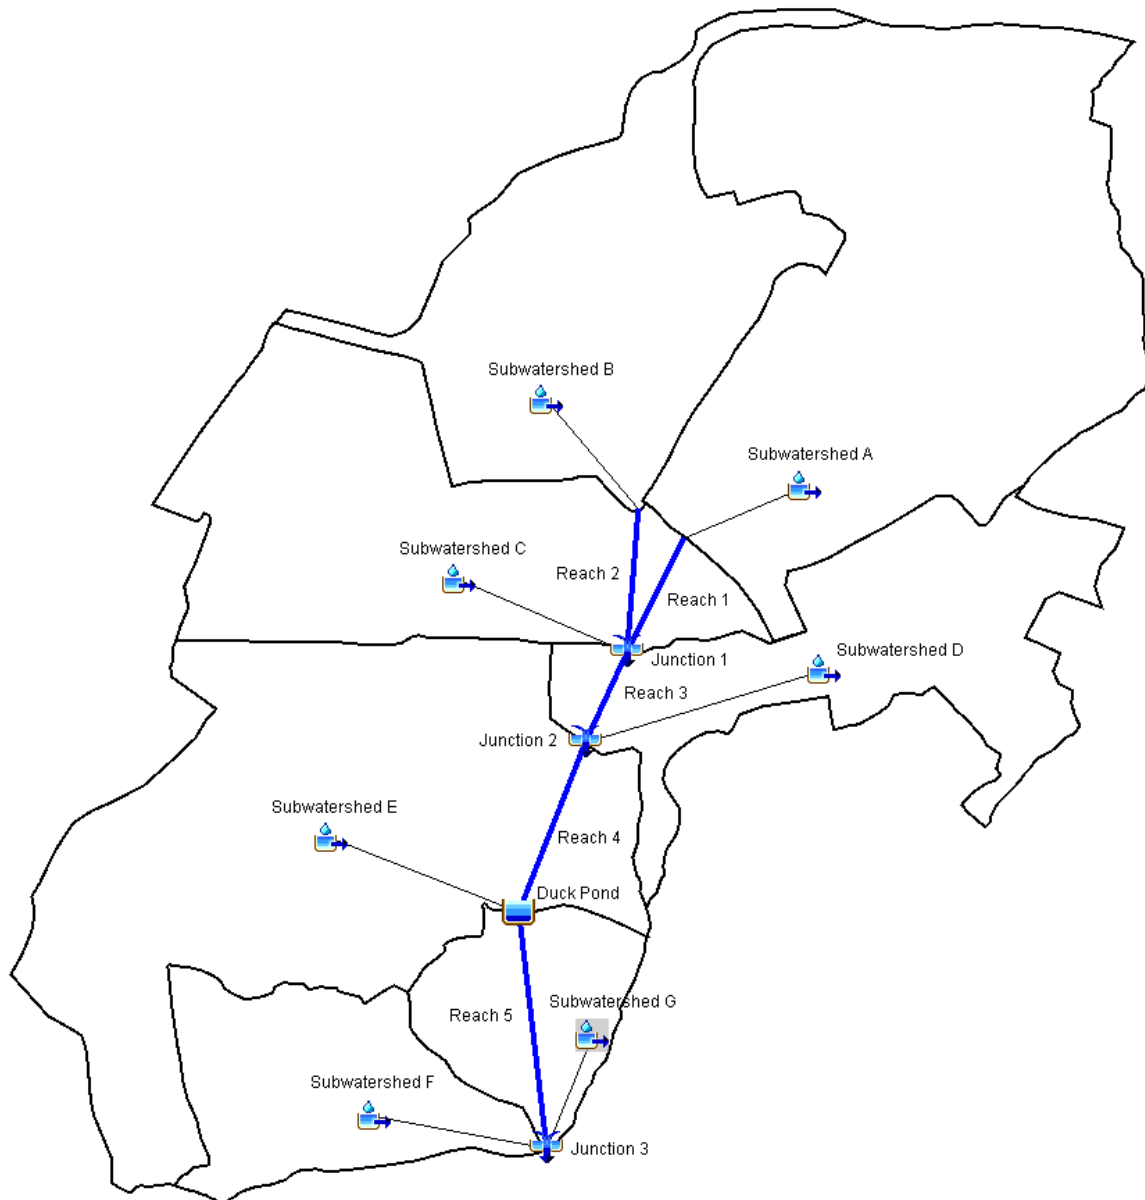 Subwatershed B
Subwatershed A
Subwatershed C
Reach 2
Reach 1
Junction 1
Subwatershed D
Reach 3
Junction 2
Subwatershed E
Reach 4
Duck Pond
Subwatershed G
Reach 5
Subwatershed F
Junction 3